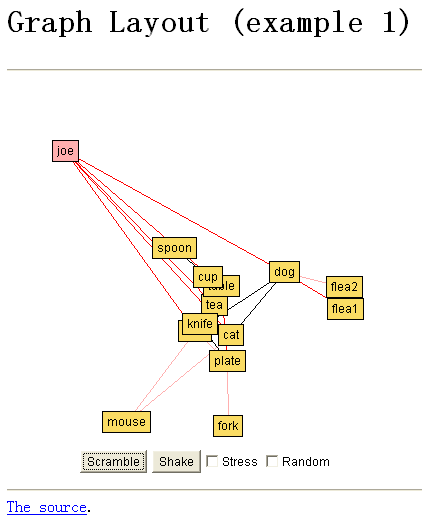 Graph Layout (example 1)
joe
spoon
cup
dog
flea2
flea1
tea
knife
cat
plate
mouse
fork
Scramble Shake Stress Random
The source.